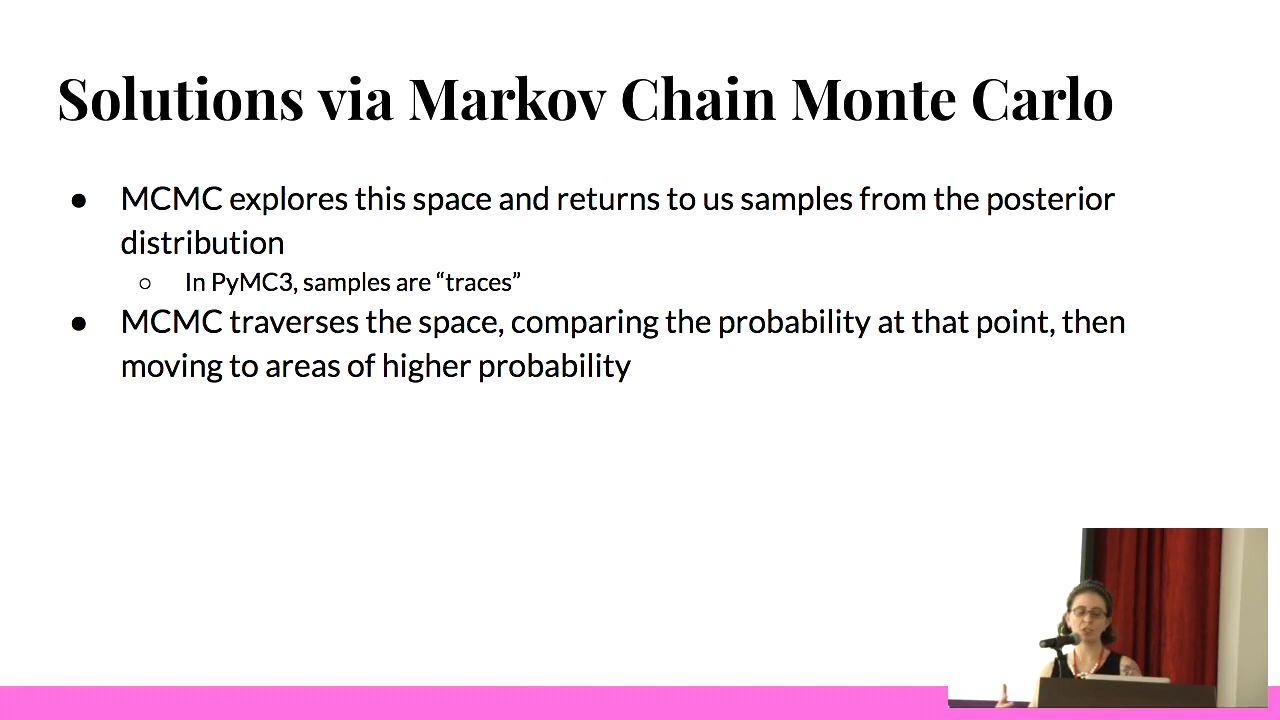 Solutions via Markov Chain Monte Carlo
● MCMC explores this space and returns to us samples from the posterior
distribution
○ In PyMC3, samples are “traces”
● MCMC traverses the space, comparing the probability at that point, then
moving to areas of higher probability